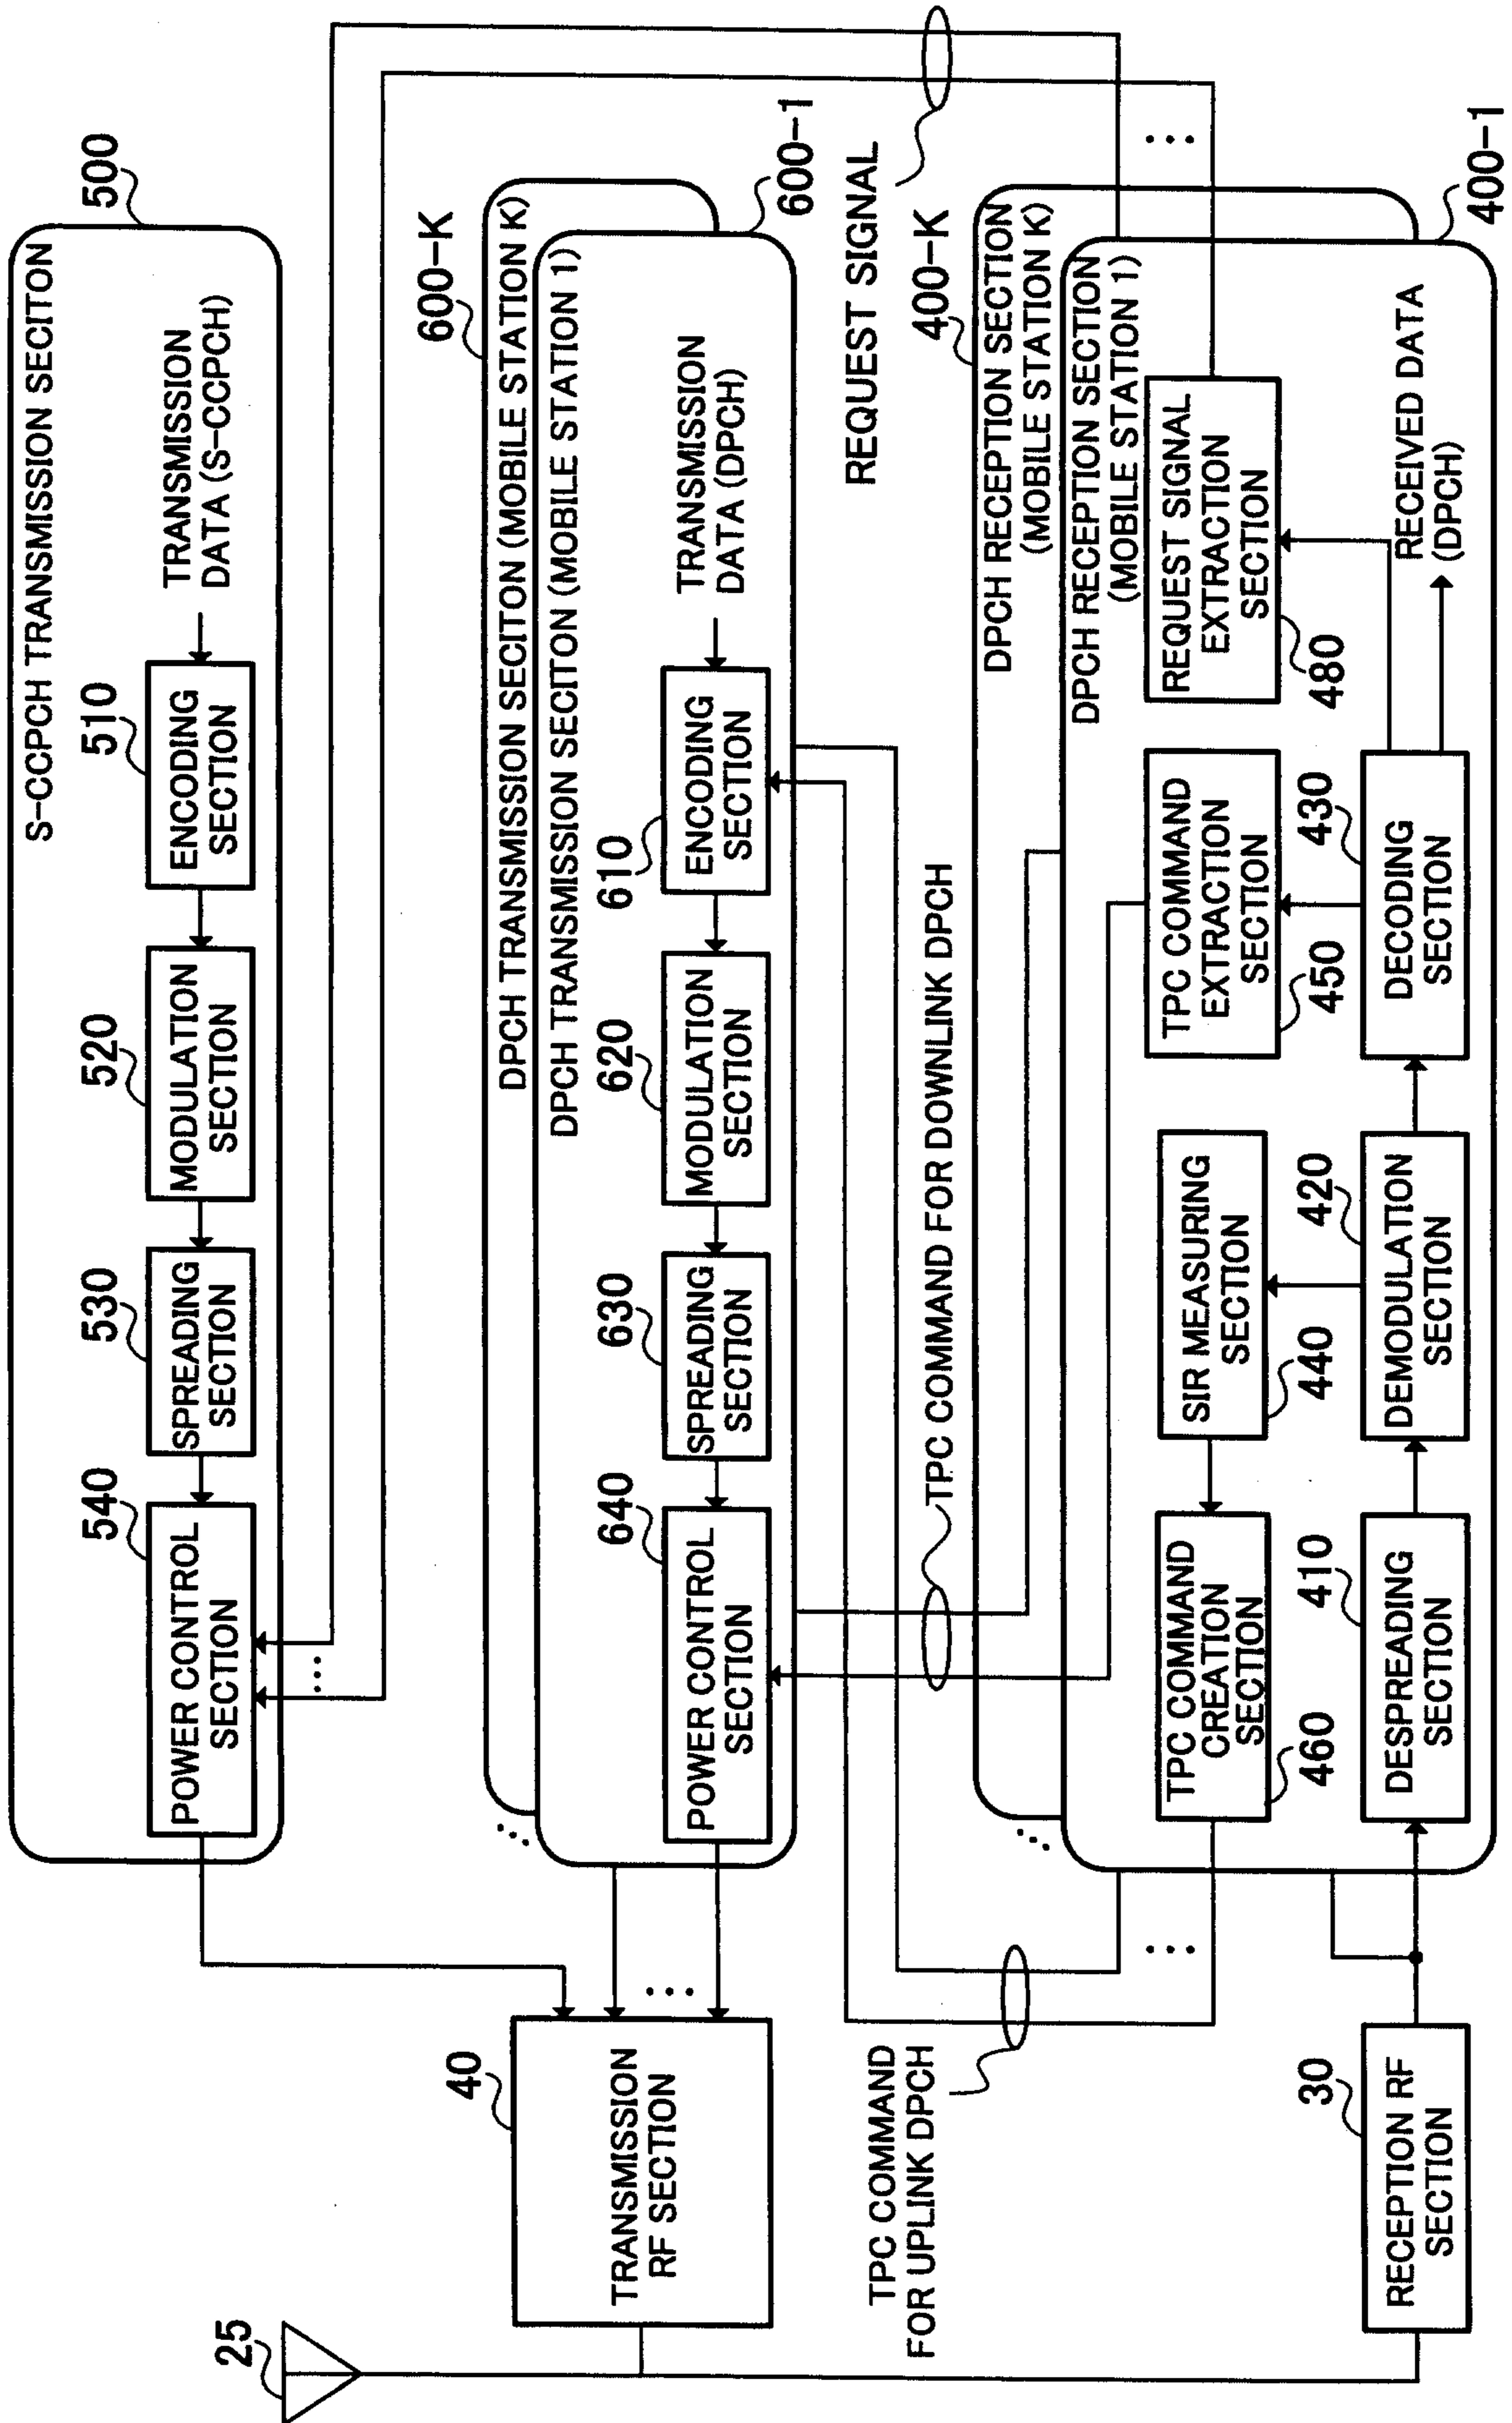 S-CCPCH TRANSMISSION SECITON
500
TRANSMISSION
DATA (S-CCPCH)
510
ENCODING
SECTION
520
MODULATION
SECTION
530
SPREADING
SECTION
540
POWER CONTROL
SECTION
25
40
TRANSMISSION
RF SECTION
600-K
DPCH TRANSMISSION SECITON (MOBILE STATION K)
DPCH TRANSMISSION SECITON (MOBILE STATION 1)
600-1
TRANSMISSION
DATA (DPCH)
610
ENCODING
SECTION
620
MODULATION
SECTION
630
SPREADING
SECTION
640
POWER CONTROL
SECTION
REQUEST SIGNAL
TPC COMMAND FOR DOWNLINK DPCH
TPC COMMAND
FOR UPLINK DPCH
400-K
DPCH RECEPTION SECTION
(MOBILE STATION K)
DPCH RECEPTION SECTION
(MOBILE STATION 1)
400-1
REQUEST SIGNAL
EXTRACTION
SECTION
480
TPC COMMAND
EXTRACTION
SECTION
450
SIR MEASURING
SECTION
440
TPC COMMAND
CREATION
SECTION
460
30
RECEPTION RF
SECTION
410
DESPREADING
SECTION
420
DEMODULATION
SECTION
430
DECODING
SECTION
RECEIVED DATA
(DPCH)